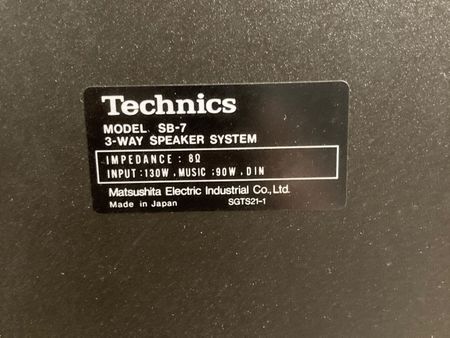 Technics
MODEL SB-7
3-WAY SPEAKER SYSTEM
IMPEDANCE : 8Ω
INPUT : 130W , MUSIC : 90W , DIN
Matsushita Electric Industrial Co., Ltd.
Made in Japan SGTS21-1